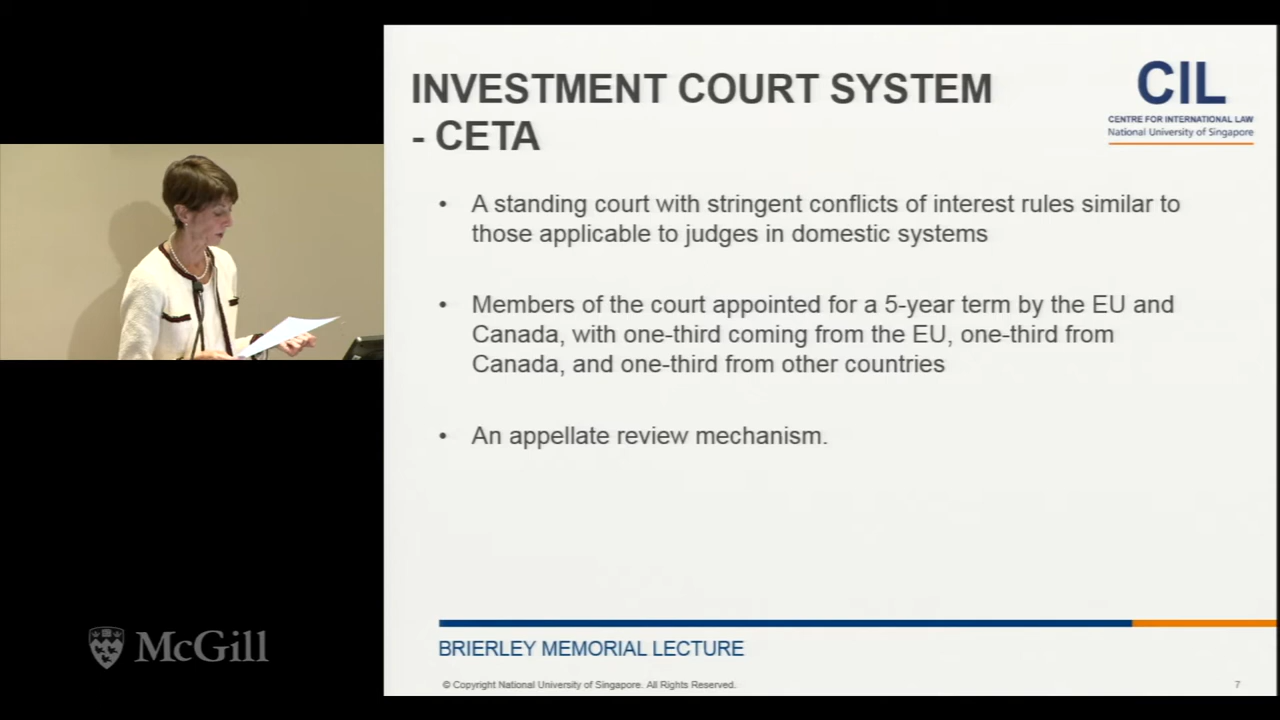 INVESTMENT COURT SYSTEM
- CETA
CIL
CENTRE FOR INTERNATIONAL LAW
National University of Singapore
• A standing court with stringent conflicts of interest rules similar to
those applicable to judges in domestic systems
• Members of the court appointed for a 5-year term by the EU and
Canada, with one-third coming from the EU, one-third from
Canada, and one-third from other countries
• An appellate review mechanism.
McGill
BRIERLEY MEMORIAL LECTURE
© Copyright National University of Singapore. All Rights Reserved.
7